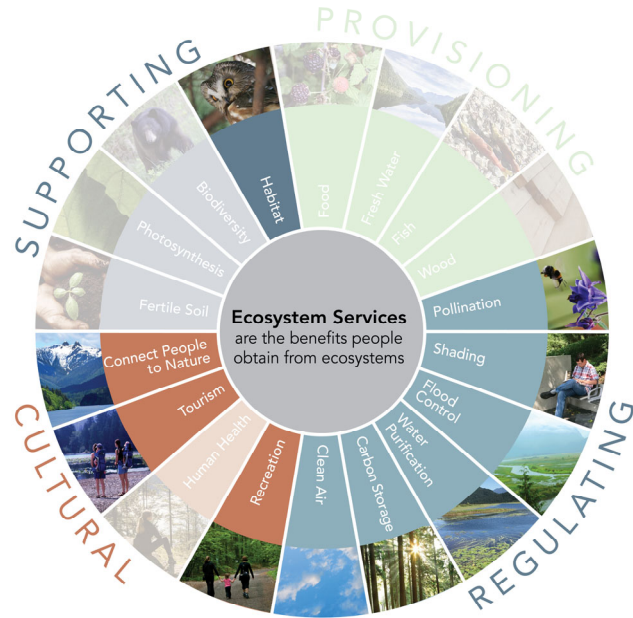 PROVISIONING
SUPPORTING
Habitat
Food
Fresh Water
Fish
Wood
Biodiversity
Photosynthesis
Fertile Soil
Pollination
Shading
Flood
Control
Water
Purification
Carbon Storage
Clean Air
Recreation
Human Health
Tourism
Connect People
to Nature
Ecosystem Services
are the benefits people
obtain from ecosystems
CULTURAL
REGULATING